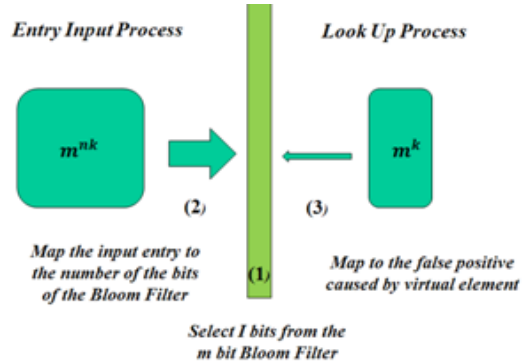 Entry Input Process
Look Up Process
m^{nk}
m^k
(2)
(3)
(1)
Map the input entry to
the number of the bits
of the Bloom Filter
Map to the false positive
caused by virtual element
Select I bits from the
m bit Bloom Filter